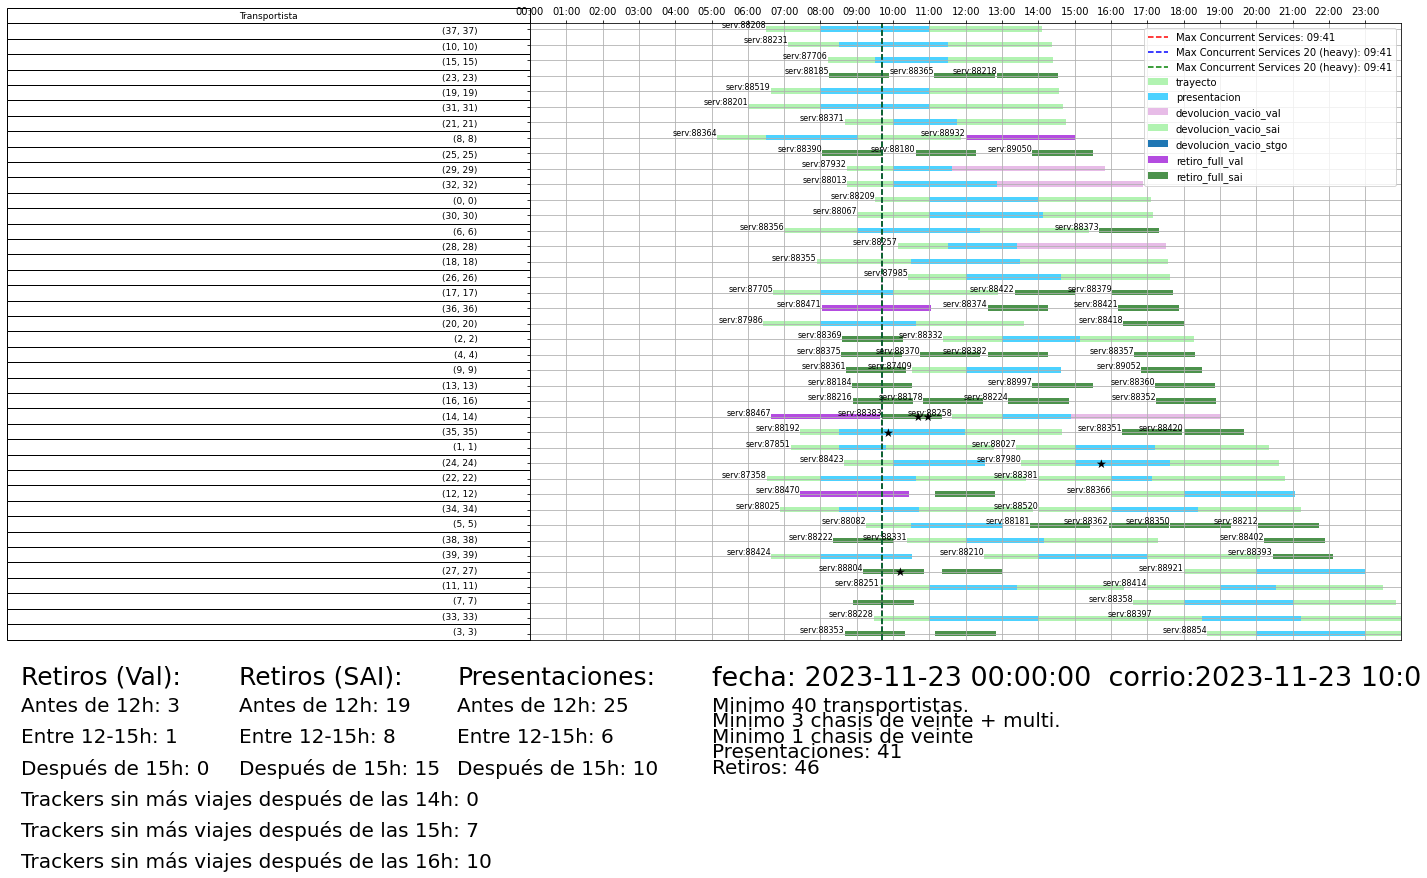 Transportista
00:00 01:00 02:00 03:00 04:00 05:00 06:00 07:00 08:00 09:00 10:00 11:00 12:00 13:00 14:00 15:00 16:00 17:00 18:00 19:00 20:00 21:00 22:00 23:00
(37, 37) serv:88208
(10, 10) serv:88231
(15, 15) serv:87706
(23, 23) serv:88185 serv:88365 serv:88218
(19, 19) serv:88519
(31, 31) serv:88201
(21, 21) serv:88371
(8, 8) serv:88364 serv:88932
(25, 25) serv:88390 serv:88180 serv:89050
(29, 29) serv:87932
(32, 32) serv:88013
(0, 0) serv:88209
(30, 30) serv:88067
(6, 6) serv:88356 serv:88373
(28, 28) serv:88257
(18, 18) serv:88355
(26, 26) serv:87985
(17, 17) serv:87705 serv:88422 serv:88379
(36, 36) serv:88471 serv:88374 serv:88421
(20, 20) serv:87986 serv:88418
(2, 2) serv:88369 serv:88332
(4, 4) serv:88375 serv:88370 serv:88382 serv:88357
(9, 9) serv:88361 serv:87409 serv:89052
(13, 13) serv:88184 serv:88997 serv:88360
(16, 16) serv:88216 serv:88178 serv:88224 serv:88352
(14, 14) serv:88467 serv:88383 serv:88258
(35, 35) serv:88192 serv:88351 serv:88420
(1, 1) serv:87851 serv:88027
(24, 24) serv:88423 serv:87980
(22, 22) serv:87358 serv:88381
(12, 12) serv:88470 serv:88366
(34, 34) serv:88025 serv:88520
(5, 5) serv:88082 serv:88181 serv:88362 serv:88350 serv:88212
(38, 38) serv:88222 serv:88331 serv:88402
(39, 39) serv:88424 serv:88210 serv:88393
(27, 27) serv:88804 serv:88921
(11, 11) serv:88251 serv:88414
(7, 7) serv:88358
(33, 33) serv:88228 serv:88397
(3, 3) serv:88353 serv:88854
Max Concurrent Services: 09:41
Max Concurrent Services 20 (heavy): 09:41
Max Concurrent Services 20 (heavy): 09:41
trayecto
presentacion
devolucion_vacio_val
devolucion_vacio_sai
devolucion_vacio_stgo
retiro_full_val
retiro_full_sai
Retiros (Val):
Antes de 12h: 3
Entre 12-15h: 1
Después de 15h: 0
Retiros (SAI):
Antes de 12h: 19
Entre 12-15h: 8
Después de 15h: 15
Presentaciones:
Antes de 12h: 25
Entre 12-15h: 6
Después de 15h: 10
Trackers sin más viajes después de las 14h: 0
Trackers sin más viajes después de las 15h: 7
Trackers sin más viajes después de las 16h: 10
fecha: 2023-11-23 00:00:00 corrio:2023-11-23 10:0
Minimo 40 transportistas.
Minimo 3 chasis de veinte + multi.
Minimo 1 chasis de veinte
Presentaciones: 41
Retiros: 46